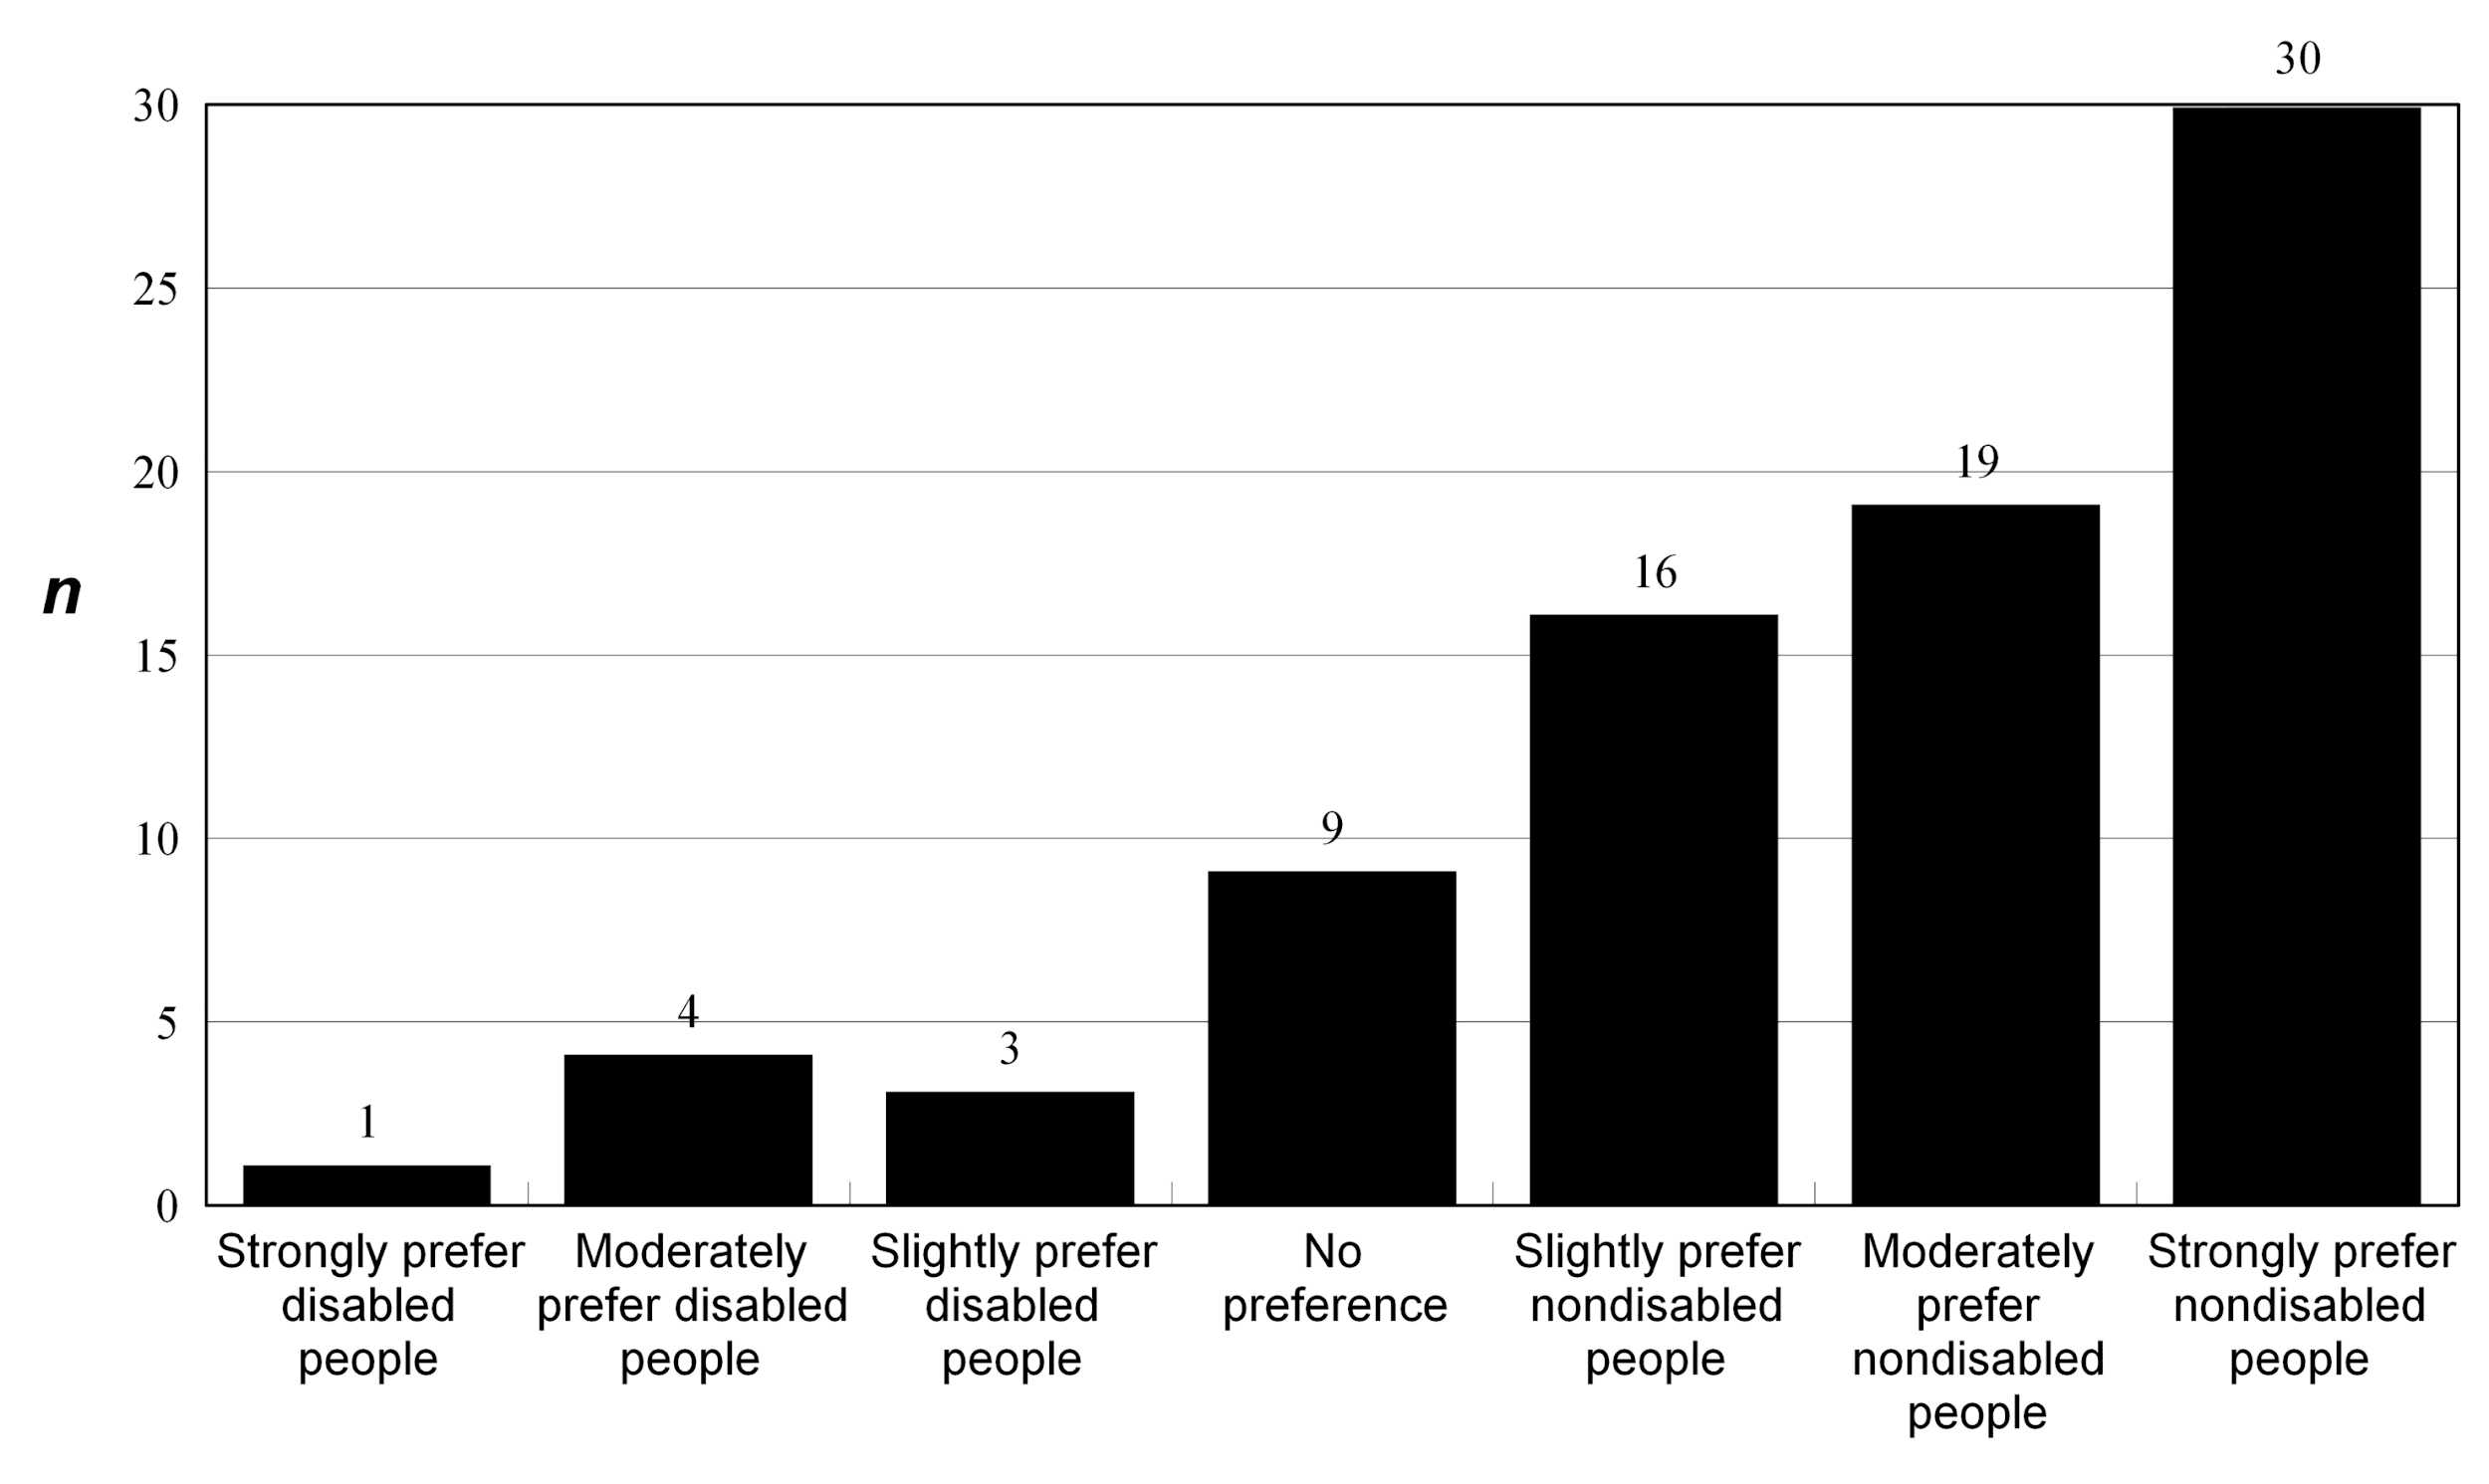 30
30
25
20
19
16
n
15
10
9
5
4
3
1
0
Strongly prefer
disabled
people
Moderately
prefer disabled
people
Slightly prefer
disabled
people
No
preference
Slightly prefer
nondisabled
people
Moderately
prefer
nondisabled
people
Strongly prefer
nondisabled
people